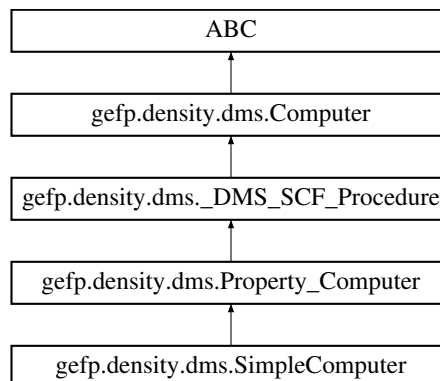 ABC
gefp.density.dms.Computer
gefp.density.dms._DMS_SCF_Procedure
gefp.density.dms.Property_Computer
gefp.density.dms.SimpleComputer